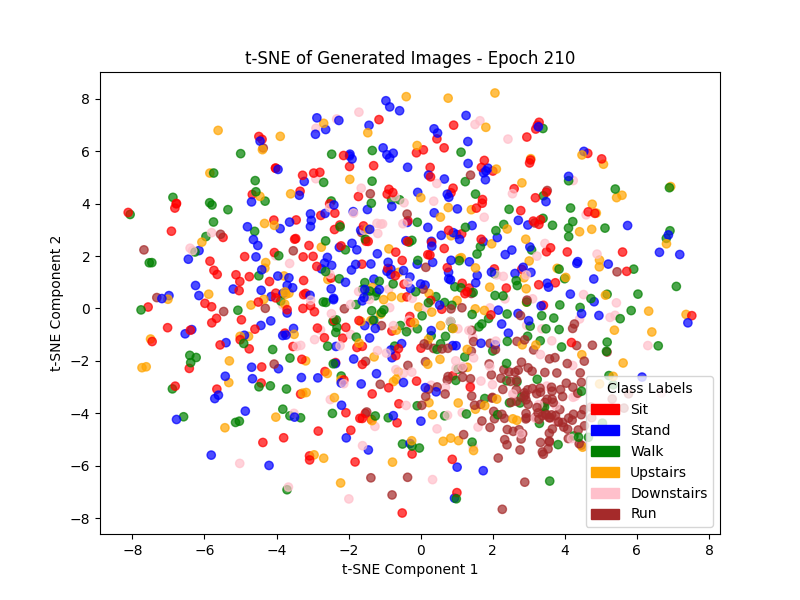 t-SNE of Generated Images - Epoch 210
t-SNE Component 2
8
6
4
2
0
−2
−4
−6
−8
−8
−6
−4
−2
0
2
4
6
8
t-SNE Component 1
Class Labels
Sit
Stand
Walk
Upstairs
Downstairs
Run